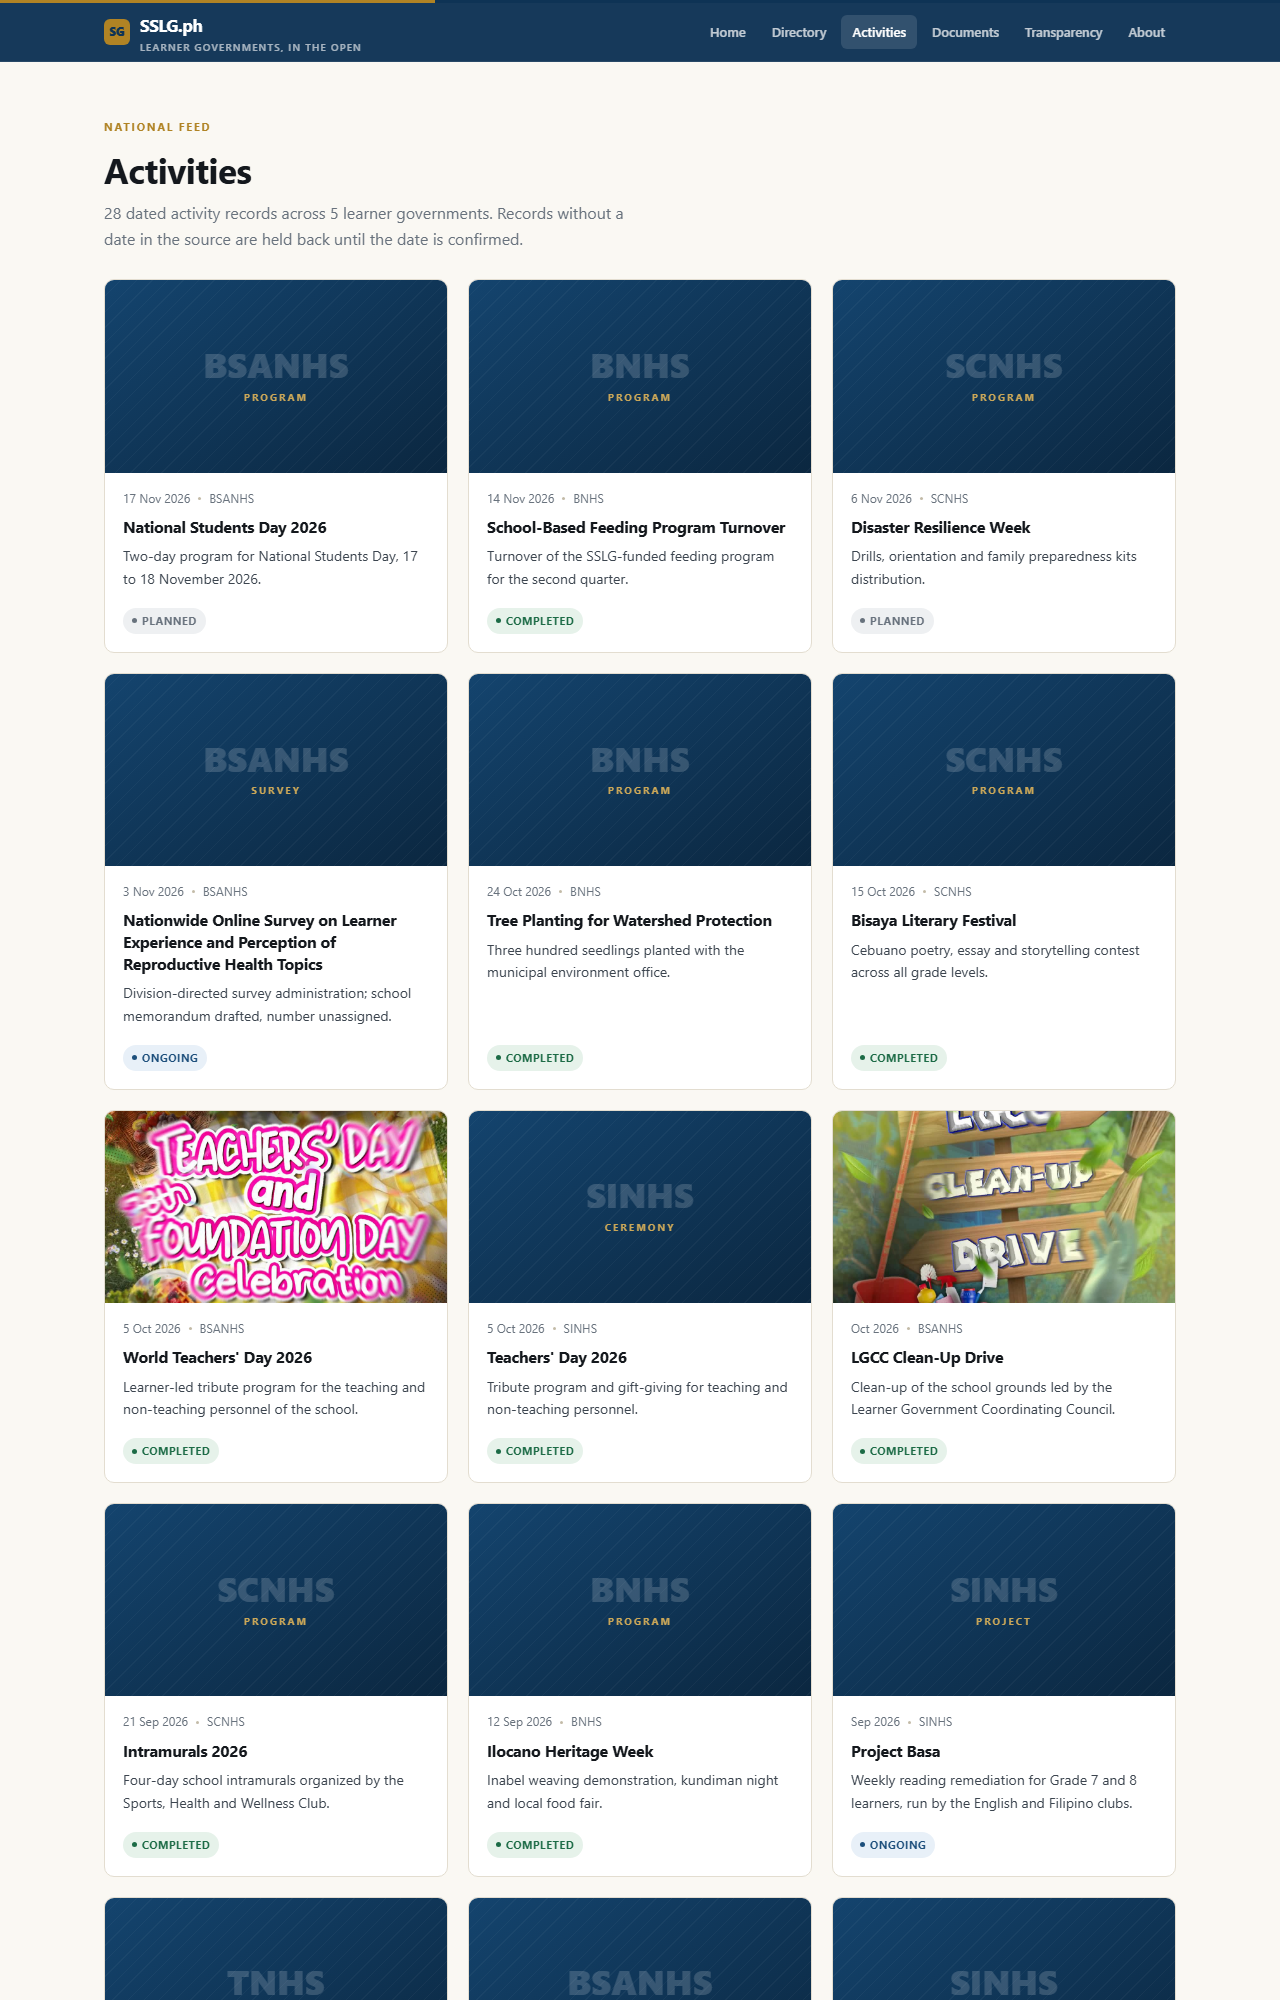 SG
SSLG.ph
LEARNER GOVERNMENTS, IN THE OPEN
Home
Directory
Activities
Documents
Transparency
About
NATIONAL FEED
Activities
28 dated activity records across 5 learner governments. Records without a
date in the source are held back until the date is confirmed.
BSANHS
PROGRAM
17 Nov 2026 • BSANHS
National Students Day 2026
Two-day program for National Students Day, 17
to 18 November 2026.
PLANNED
BNHS
PROGRAM
14 Nov 2026 • BNHS
School-Based Feeding Program Turnover
Turnover of the SSLG-funded feeding program
for the second quarter.
COMPLETED
SCNHS
PROGRAM
6 Nov 2026 • SCNHS
Disaster Resilience Week
Drills, orientation and family preparedness kits
distribution.
PLANNED
BSANHS
SURVEY
3 Nov 2026 • BSANHS
Nationwide Online Survey on Learner
Experience and Perception of
Reproductive Health Topics
Division-directed survey administration; school
memorandum drafted, number unassigned.
ONGOING
BNHS
PROGRAM
24 Oct 2026 • BNHS
Tree Planting for Watershed Protection
Three hundred seedlings planted with the
municipal environment office.
COMPLETED
SCNHS
PROGRAM
15 Oct 2026 • SCNHS
Bisaya Literary Festival
Cebuano poetry, essay and storytelling contest
across all grade levels.
COMPLETED
TEACHERS' DAY
and
FOUNDATION DAY
Celebration
5 Oct 2026 • BSANHS
World Teachers' Day 2026
Learner-led tribute program for the teaching and
non-teaching personnel of the school.
COMPLETED
SINHS
CEREMONY
5 Oct 2026 • SINHS
Teachers' Day 2026
Tribute program and gift-giving for teaching and
non-teaching personnel.
COMPLETED
LGCC
CLEAN-UP
DRIVE
Oct 2026 • BSANHS
LGCC Clean-Up Drive
Clean-up of the school grounds led by the
Learner Government Coordinating Council.
COMPLETED
SCNHS
PROGRAM
21 Sep 2026 • SCNHS
Intramurals 2026
Four-day school intramurals organized by the
Sports, Health and Wellness Club.
COMPLETED
BNHS
PROGRAM
12 Sep 2026 • BNHS
Ilocano Heritage Week
Inabel weaving demonstration, kundiman night
and local food fair.
COMPLETED
SINHS
PROJECT
Sep 2026 • SINHS
Project Basa
Weekly reading remediation for Grade 7 and 8
learners, run by the English and Filipino clubs.
ONGOING
TNHS
BSANHS
SINHS